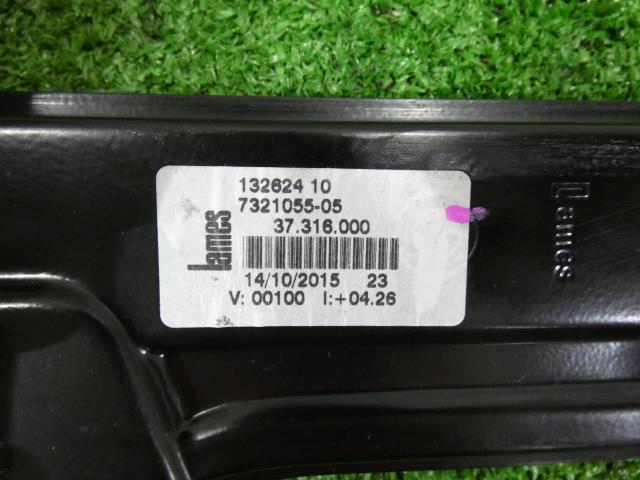 Lames
132624 10
7321055-05
37.316.000
14/10/2015 23
V: 00100 I:+04.26
Lames